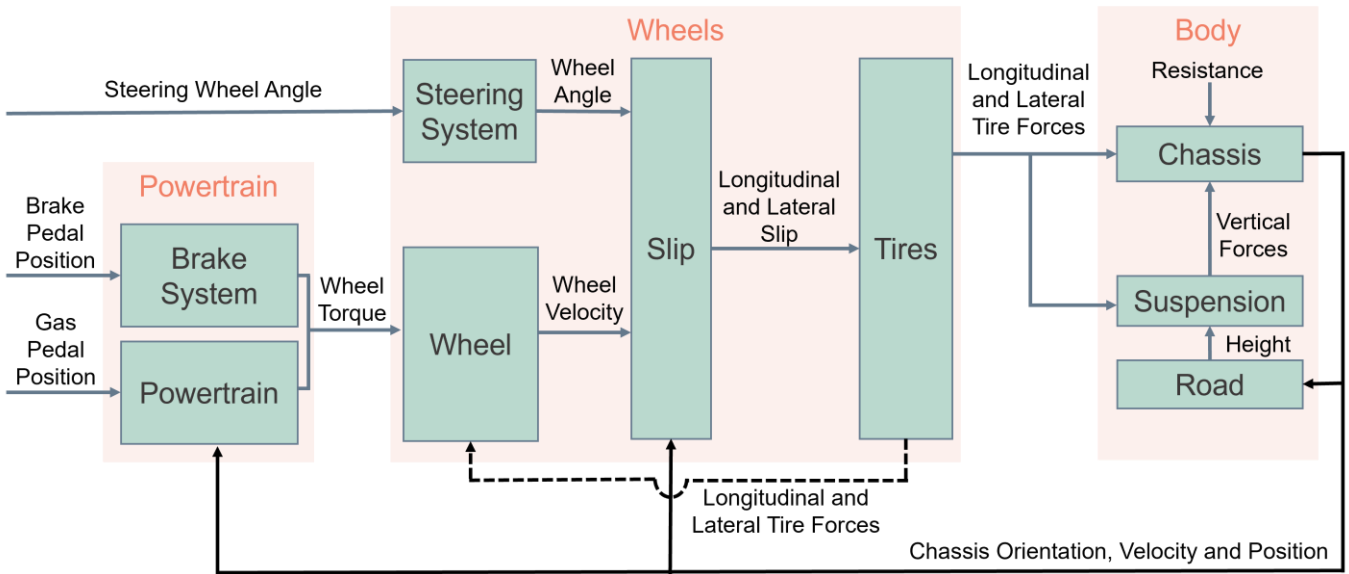 Wheels
Body
Steering Wheel Angle
Steering
System
Wheel
Angle
Longitudinal
and Lateral
Tire Forces
Resistance
Chassis
Powertrain
Brake
Pedal
Position
Brake
System
Wheel
Torque
Gas
Pedal
Position
Powertrain
Wheel
Wheel
Velocity
Slip
Longitudinal
and Lateral
Slip
Tires
Vertical
Forces
Suspension
Height
Road
Longitudinal and
Lateral Tire Forces
Chassis Orientation, Velocity and Position